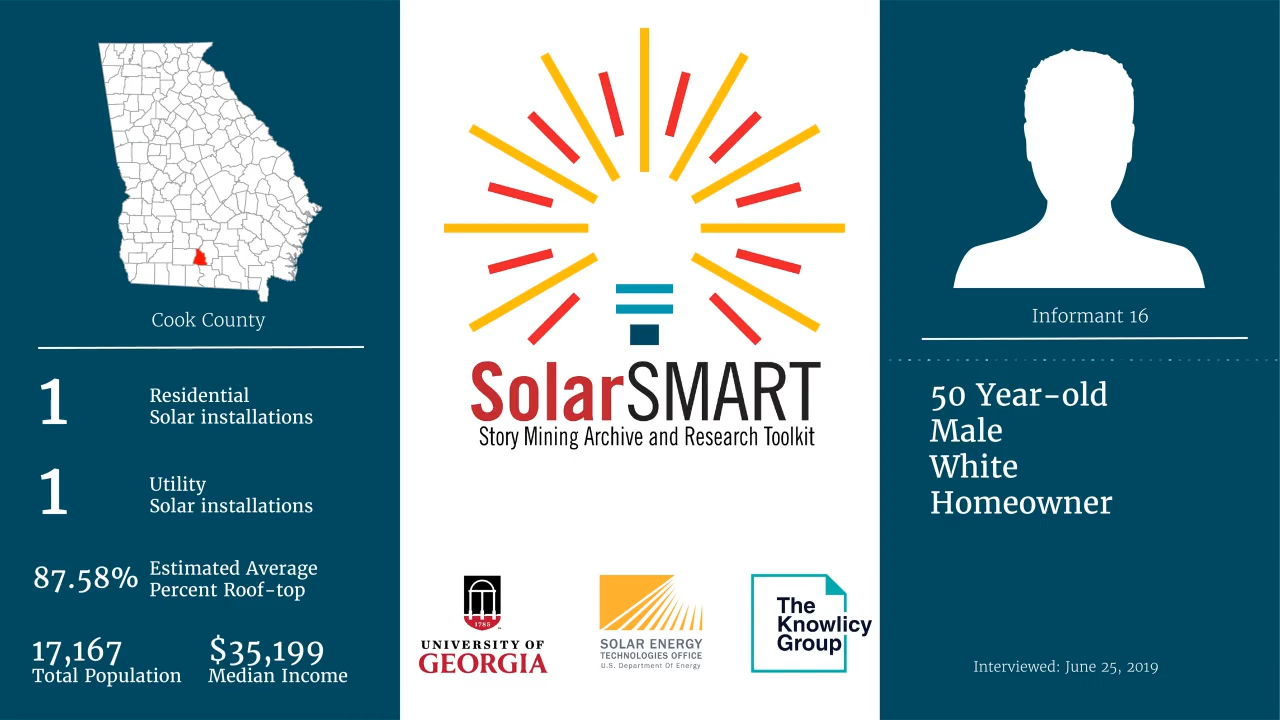 Cook County
1
Residential
Solar installations
1
Utility
Solar installations
87.58%
Estimated Average
Percent Roof-top
17,167
Total Population
$35,199
Median Income
SolarSMART
Story Mining Archive and Research Toolkit
1785
UNIVERSITY OF
GEORGIA
SOLAR ENERGY
TECHNOLOGIES OFFICE
U.S. Department Of Energy
The
Knowlicy
Group
Informant 16
50 Year-old
Male
White
Homeowner
Interviewed: June 25, 2019